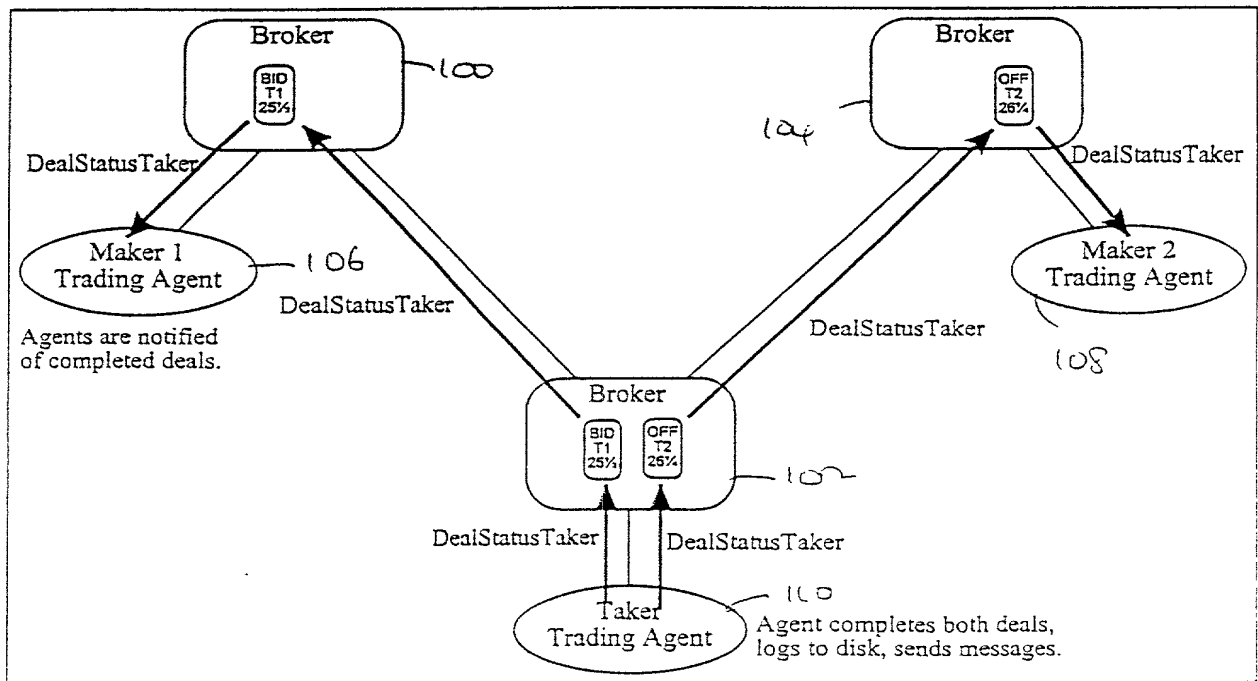 Broker
BID
T1
25¼
100
Broker
OFF
T2
26¼
104
DealStatusTaker
DealStatusTaker
Maker 1
Trading Agent
106
Maker 2
Trading Agent
108
DealStatusTaker
DealStatusTaker
Agents are notified
of completed deals.
Broker
BID
T1
25¼
OFF
T2
26¼
102
DealStatusTaker
DealStatusTaker
110
Taker
Trading Agent
Agent completes both deals,
logs to disk, sends messages.